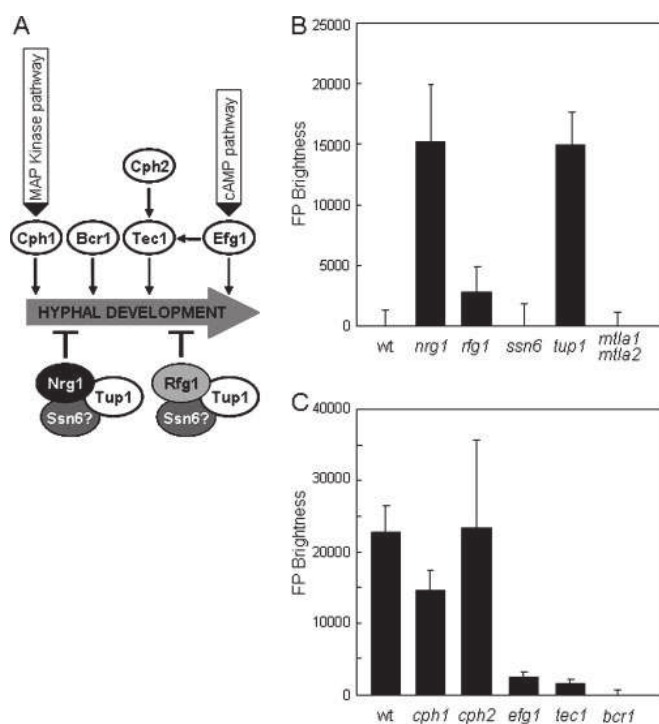 A
MAP Kinase pathway
cAMP pathway
Cph2
Cph1
Bcr1
Tec1
Efg1
HYPHAL DEVELOPMENT
Nrg1
Tup1
Ssn6?
Rfg1
Tup1
Ssn6?
B
FP Brightness
25000
20000
15000
10000
5000
0
wt nrg1 rfg1 ssn6 tup1 mtla1
mtla2
C
FP Brightness
40000
30000
20000
10000
0
wt cph1 cph2 efg1 tec1 bcr1